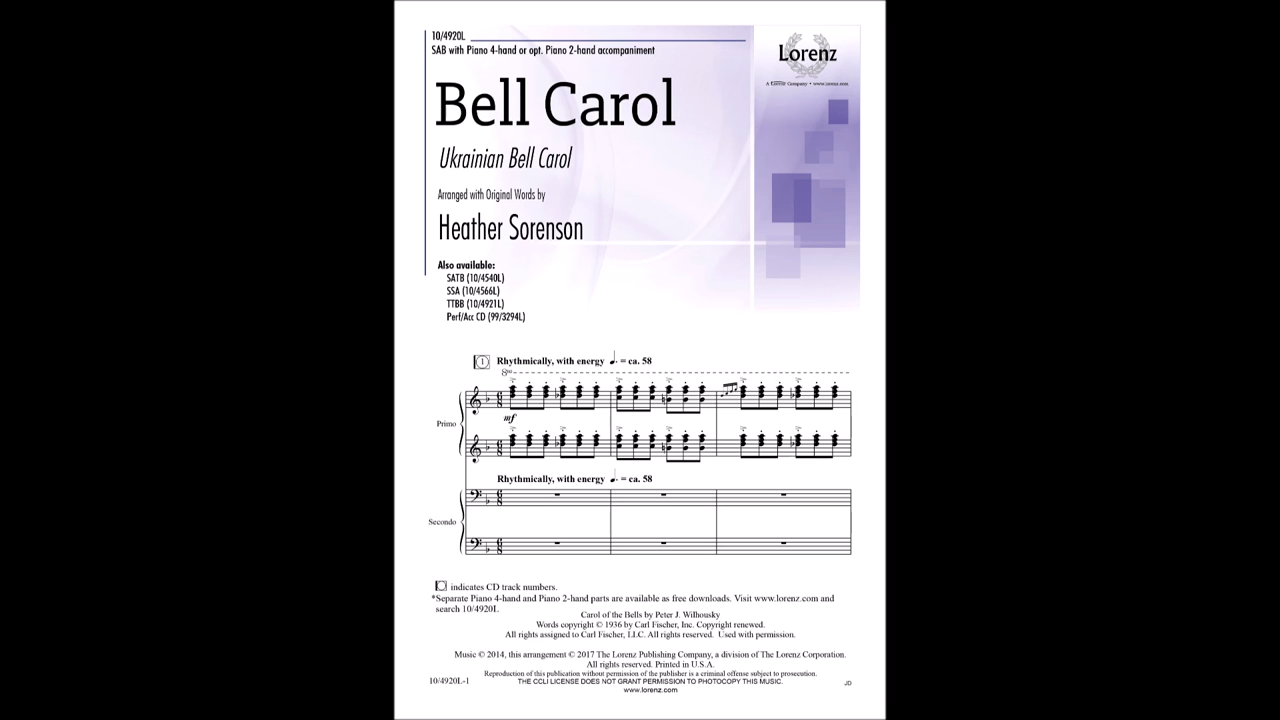 10/4920L
SAB with Piano 4-hand or opt. Piano 2-hand accompaniment
Lorenz
A Lorenz Company • www.lorenz.com
Bell Carol
Ukrainian Bell Carol
Arranged with Original Words by
Heather Sorenson
Also available:
SATB (10/4540L)
SSA (10/4566L)
TTBB (10/4921L)
Perf/Acc CD (99/3294L)
1 Rhythmically, with energy ♩. = ca. 58
8va
Primo
mf
Rhythmically, with energy ♩. = ca. 58
Secondo
indicates CD track numbers.
*Separate Piano 4-hand and Piano 2-hand parts are available as free downloads. Visit www.lorenz.com and
search 10/4920L.
Carol of the Bells by Peter J. Wilhousky
Words copyright © 1936 by Carl Fischer, Inc. Copyright renewed.
All rights assigned to Carl Fischer, LLC. All rights reserved. Used with permission.
Music © 2014, this arrangement © 2017 The Lorenz Publishing Company, a division of The Lorenz Corporation.
All rights reserved. Printed in U.S.A.
Reproduction of this publication without permission of the publisher is a criminal offense subject to prosecution.
10/4920L-1
THE CCLI LICENSE DOES NOT GRANT PERMISSION TO PHOTOCOPY THIS MUSIC.
JD
www.lorenz.com